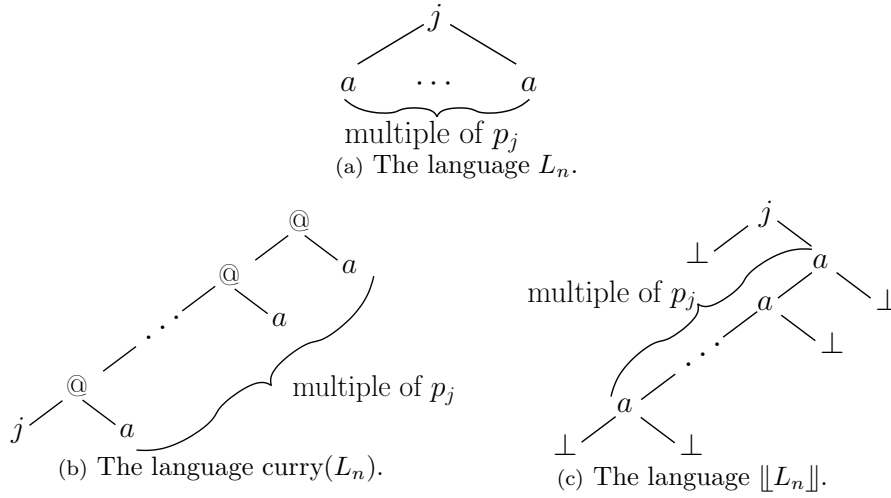 j
a ⋯ a
multiple of p_j
(a) The language L_n.
@
@ a
⋯ a
@
j a
multiple of p_j
(b) The language curry(L_n).
j
⊥ a
multiple of p_j
a ⊥
⋯ ⊥
a
⊥ ⊥
(c) The language ⟦L_n⟧.